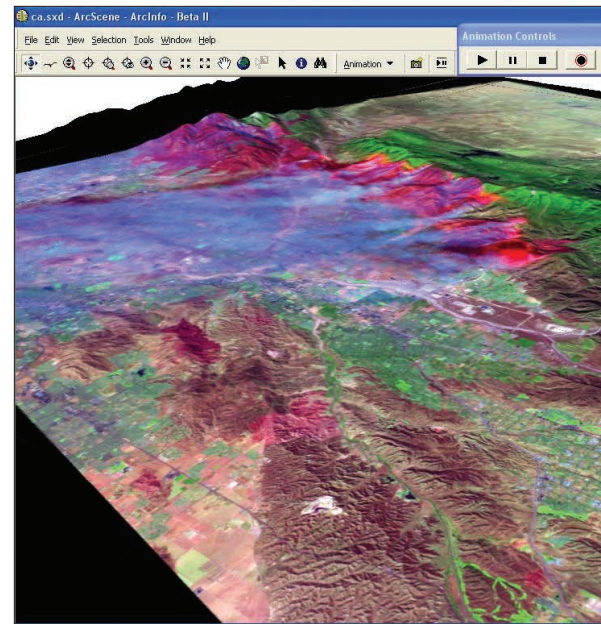 ca.sxd - ArcScene - ArcInfo - Beta II
File Edit View Selection Tools Window Help
Animation Controls
Animation